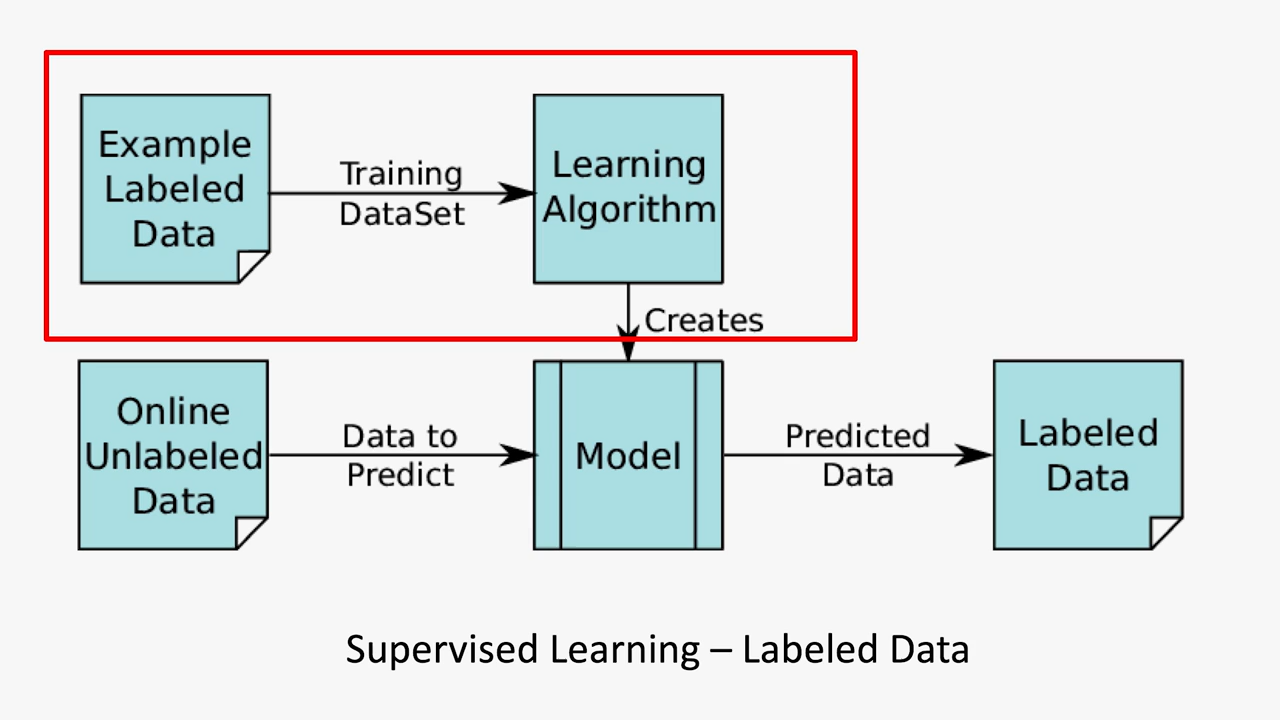 Example
Labeled
Data
Training
DataSet
Learning
Algorithm
Creates
Online
Unlabeled
Data
Data to
Predict
Model
Predicted
Data
Labeled
Data
Supervised Learning – Labeled Data